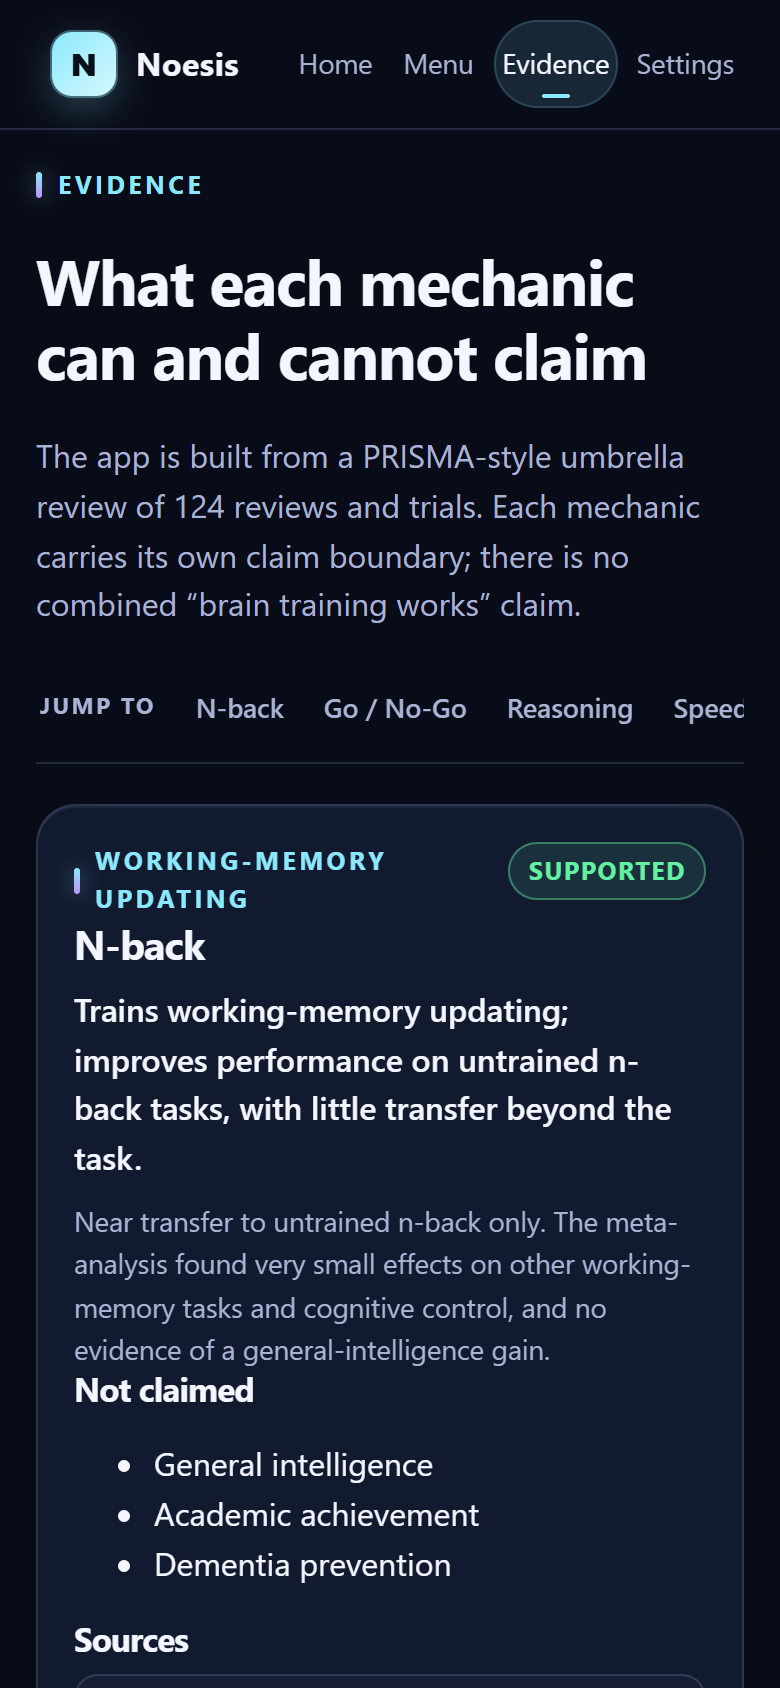 N Noesis Home Menu Evidence Settings
EVIDENCE
What each mechanic
can and cannot claim
The app is built from a PRISMA-style umbrella
review of 124 reviews and trials. Each mechanic
carries its own claim boundary; there is no
combined “brain training works” claim.
JUMP TO N-back Go / No-Go Reasoning Speed
WORKING-MEMORY
UPDATING
SUPPORTED
N-back
Trains working-memory updating;
improves performance on untrained n-
back tasks, with little transfer beyond the
task.
Near transfer to untrained n-back only. The meta-
analysis found very small effects on other working-
memory tasks and cognitive control, and no
evidence of a general-intelligence gain.
Not claimed
• General intelligence
• Academic achievement
• Dementia prevention
Sources